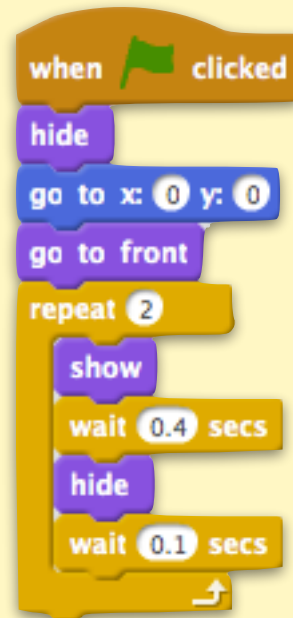 when clicked
hide
go to x: 0 y: 0
go to front
repeat 2
show
wait 0.4 secs
hide
wait 0.1 secs